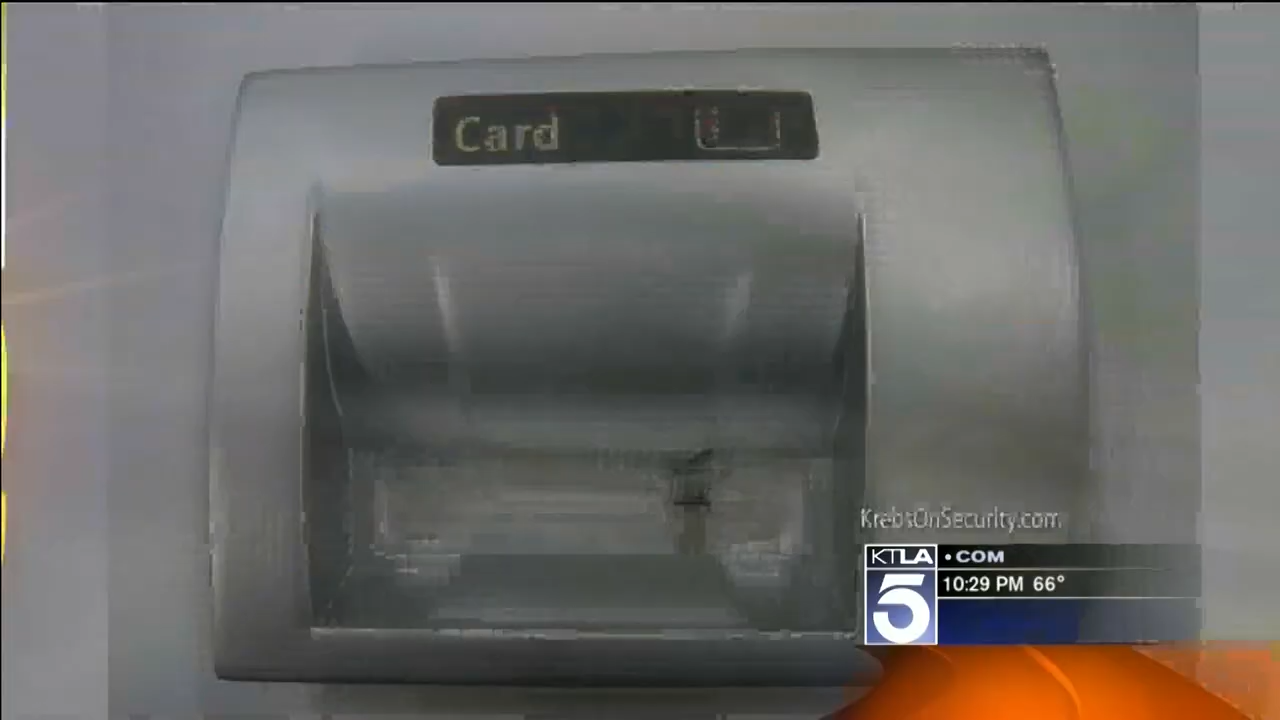 Card
KrebsOnSecurity.com
KTLA • COM
5
10:29 PM 66°